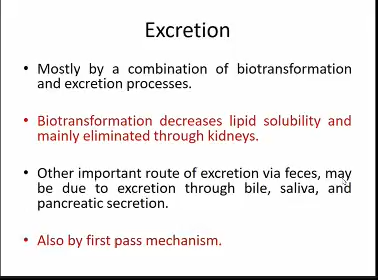 Excretion
• Mostly by a combination of biotransformation
and excretion processes.
• Biotransformation decreases lipid solubility and
mainly eliminated through kidneys.
• Other important route of excretion via feces, may
be due to excretion through bile, saliva, and
pancreatic secretion.
• Also by first pass mechanism.